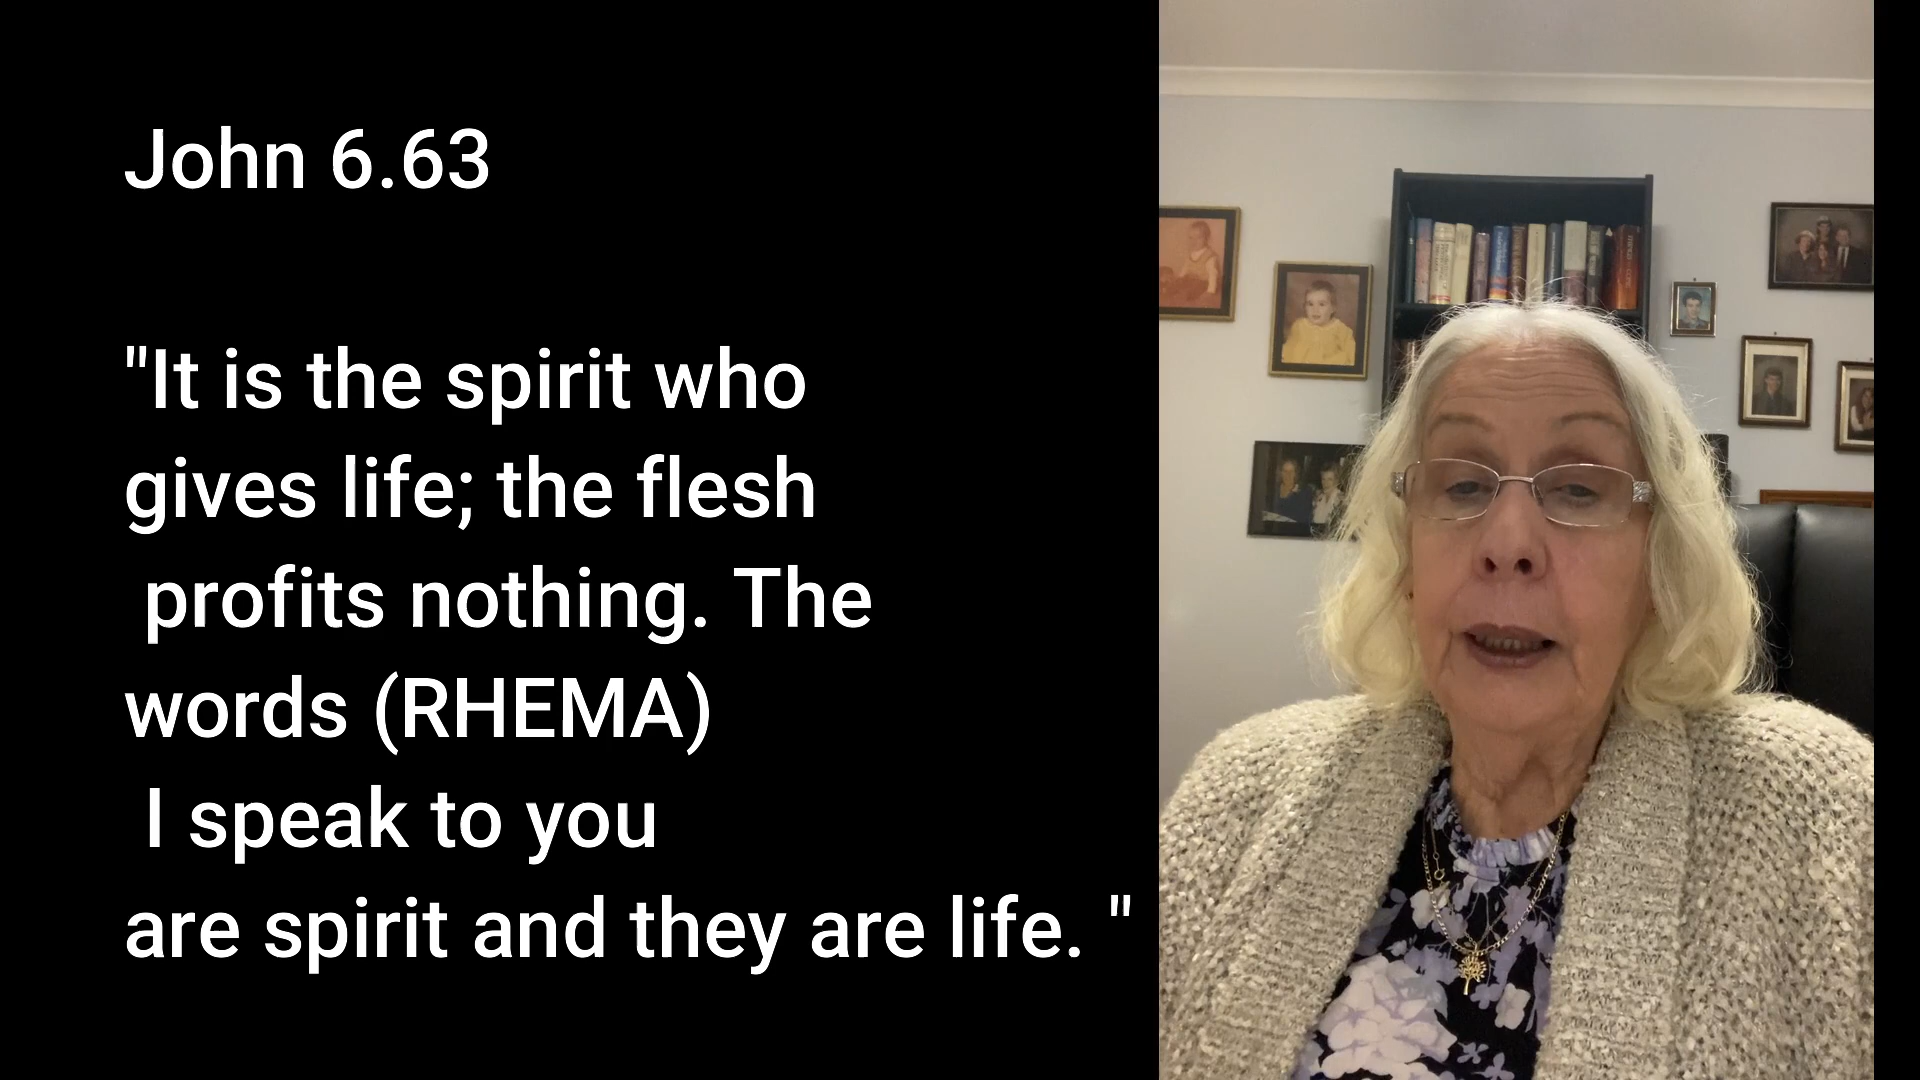 John 6.63
"It is the spirit who
gives life; the flesh
profits nothing. The
words (RHEMA)
I speak to you
are spirit and they are life. "